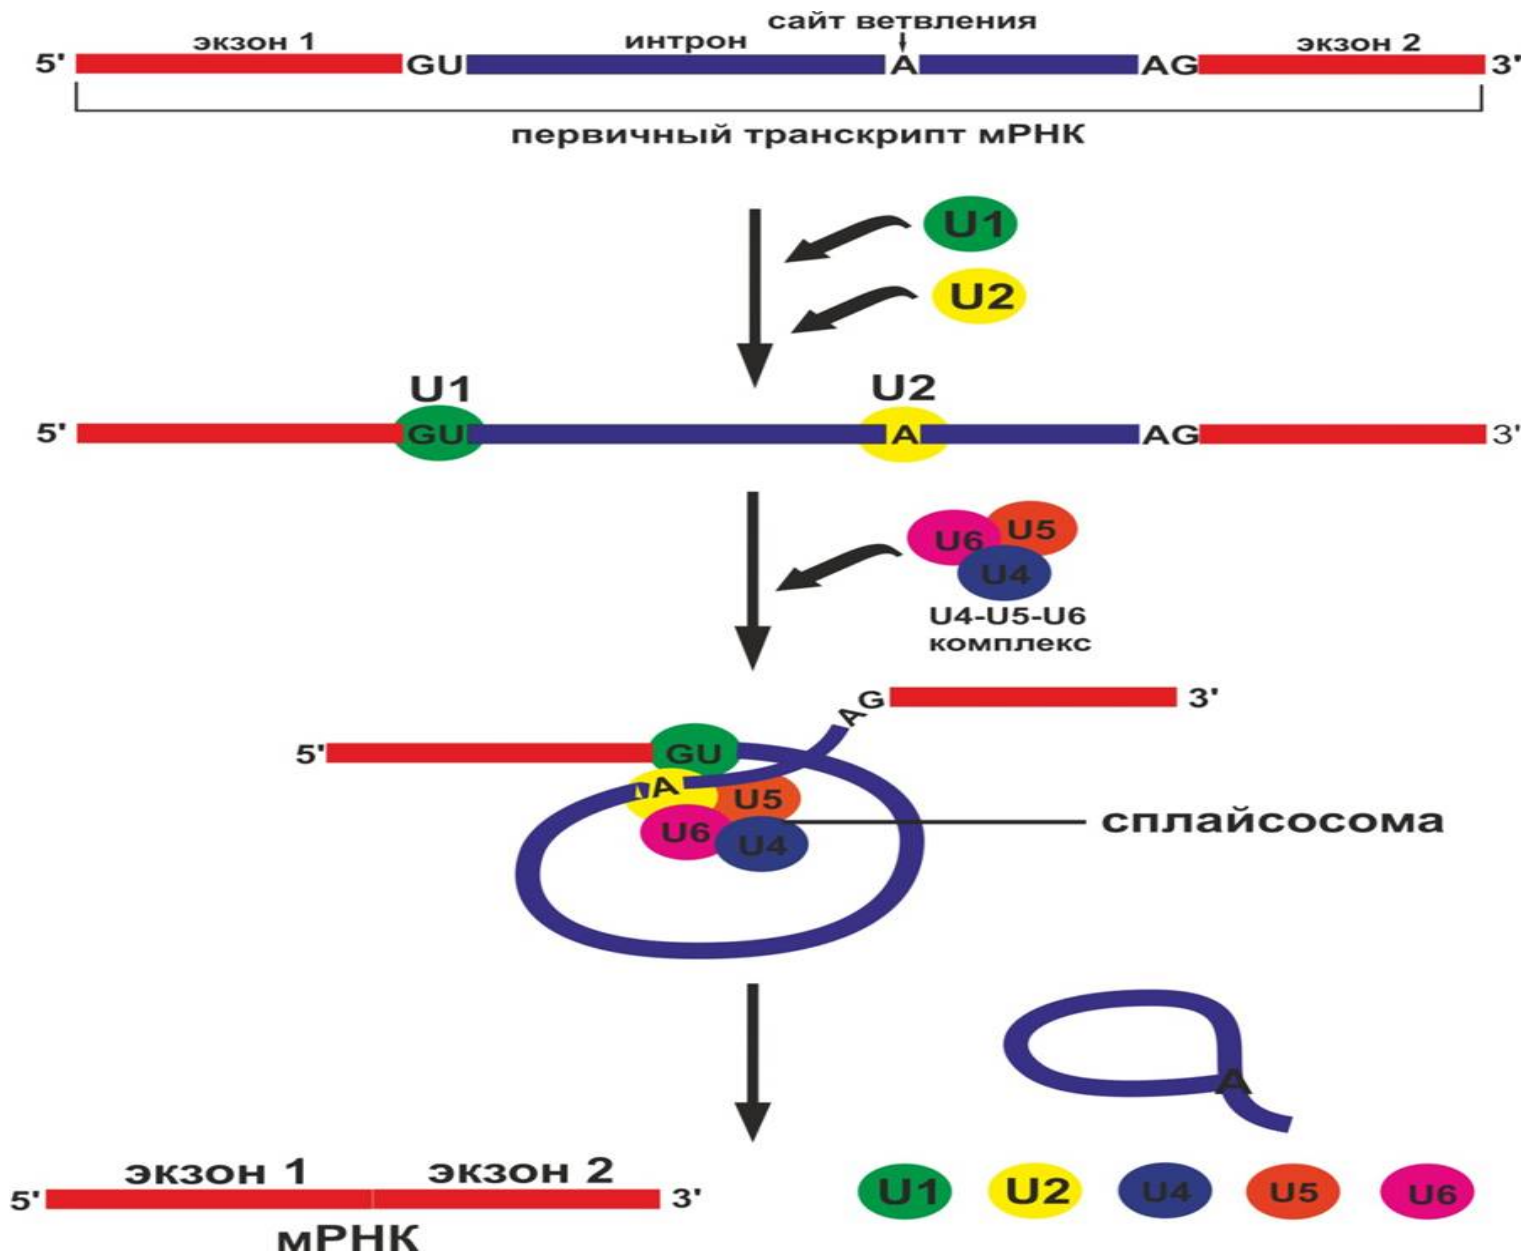 сайт ветвления
экзон 1 интрон экзон 2
5' GU A AG 3'
первичный транскрипт мРНК
U1
U2
U1 U2
5' GU A AG 3'
U6 U5
U4
U4-U5-U6
комплекс
AG 3'
5' GU
A U5
U6 U4
сплайсосома
A
экзон 1 экзон 2
5' 3'
мРНК
U1 U2 U4 U5 U6